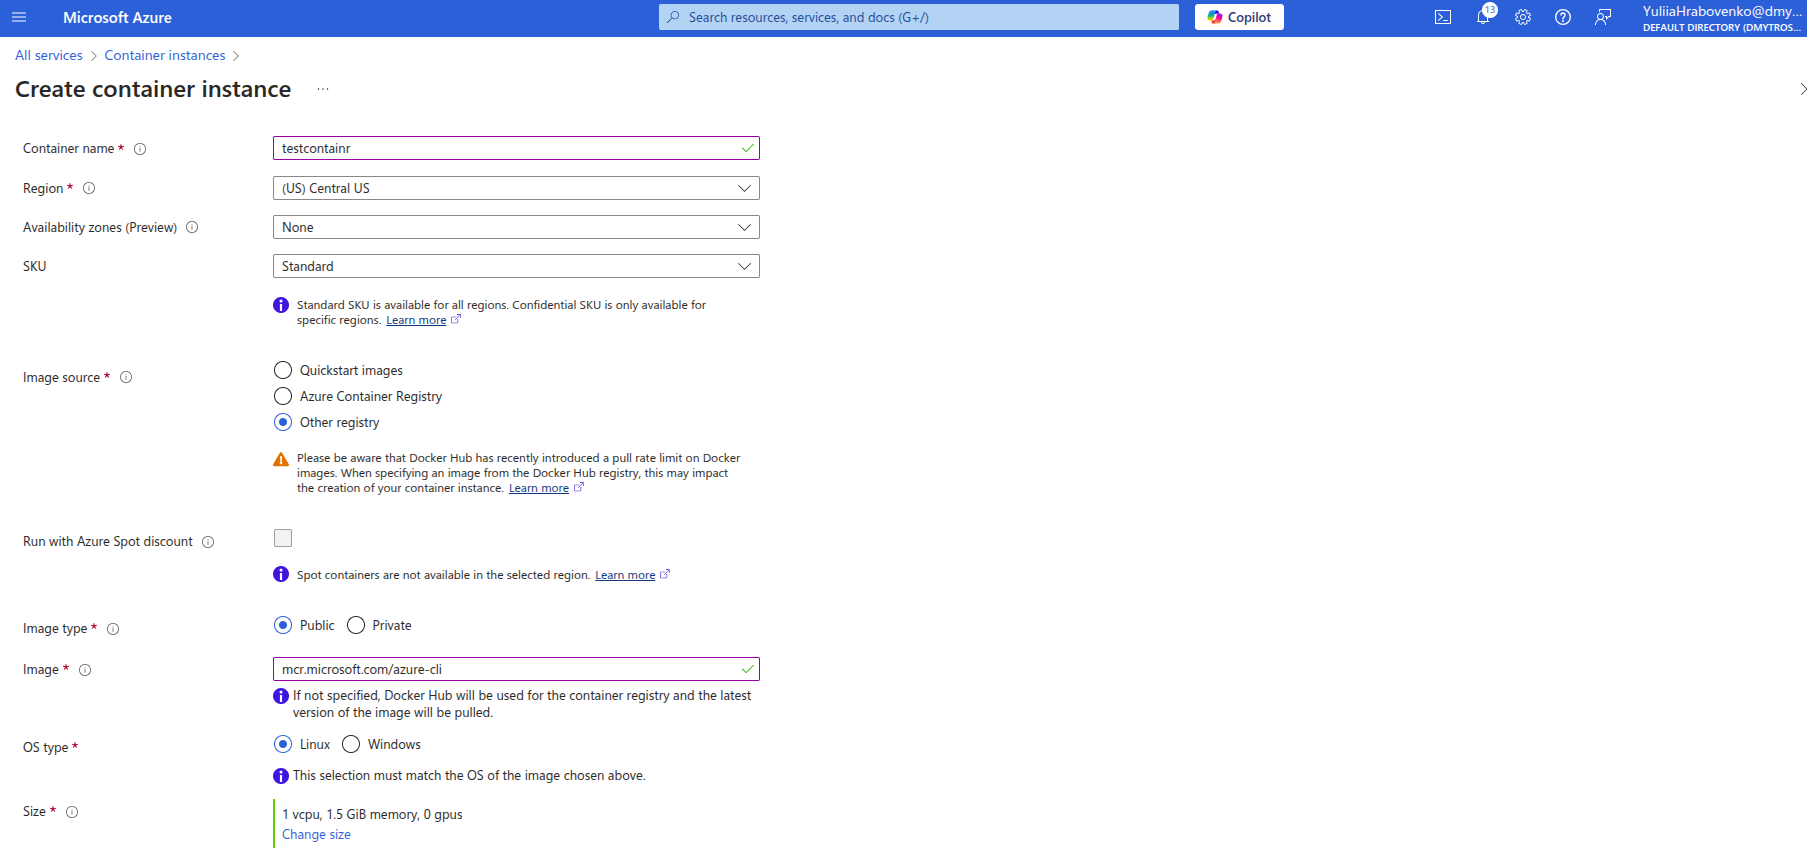 Microsoft Azure
Search resources, services, and docs (G+/)
Copilot
13
YuliiaHrabovenko@dmy...
DEFAULT DIRECTORY (DMYTROS...
All services > Container instances >
Create container instance ...
Container name *
testcontainr
Region *
(US) Central US
Availability zones (Preview)
None
SKU
Standard
Standard SKU is available for all regions. Confidential SKU is only available for
specific regions. Learn more
Image source *
Quickstart images
Azure Container Registry
Other registry
Please be aware that Docker Hub has recently introduced a pull rate limit on Docker
images. When specifying an image from the Docker Hub registry, this may impact
the creation of your container instance. Learn more
Run with Azure Spot discount
Spot containers are not available in the selected region. Learn more
Image type *
Public Private
Image *
mcr.microsoft.com/azure-cli
If not specified, Docker Hub will be used for the container registry and the latest
version of the image will be pulled.
OS type *
Linux Windows
This selection must match the OS of the image chosen above.
Size *
1 vcpu, 1.5 GiB memory, 0 gpus
Change size